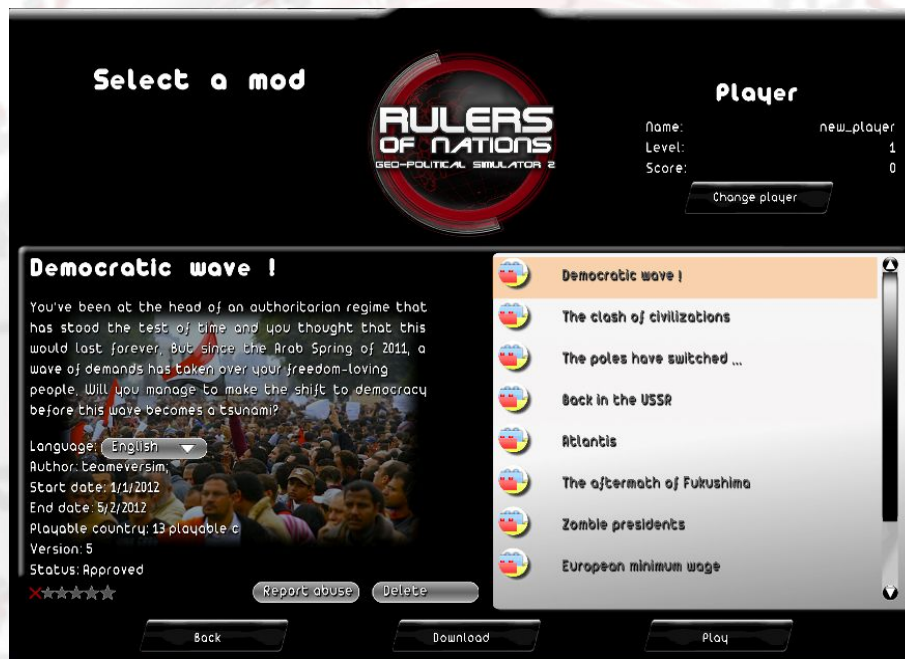 Select a mod
RULERS
OF NATIONS
GEO-POLITICAL SIMULATOR 2
Player
Name: new_player
Level: 1
Score: 0
Change player
Democratic wave !
You've been at the head of an authoritarian regime that
has stood the test of time and you thought that this
would last forever. But since the Arab Spring of 2011, a
wave of demands has taken over your freedom-loving
people. Will you manage to make the shift to democracy
before this wave becomes a tsunami?
Language: English
Author: teameversim;
Start date: 1/1/2012
End date: 5/2/2012
Playable country: 13 playable c
Version: 5
Status: Approved
Report abuse
Delete
Democratic wave !
The clash of civilizations
The poles have switched ...
Back in the USSR
Atlantis
The aftermath of Fukushima
Zombie presidents
European minimum wage
Back
Download
Play